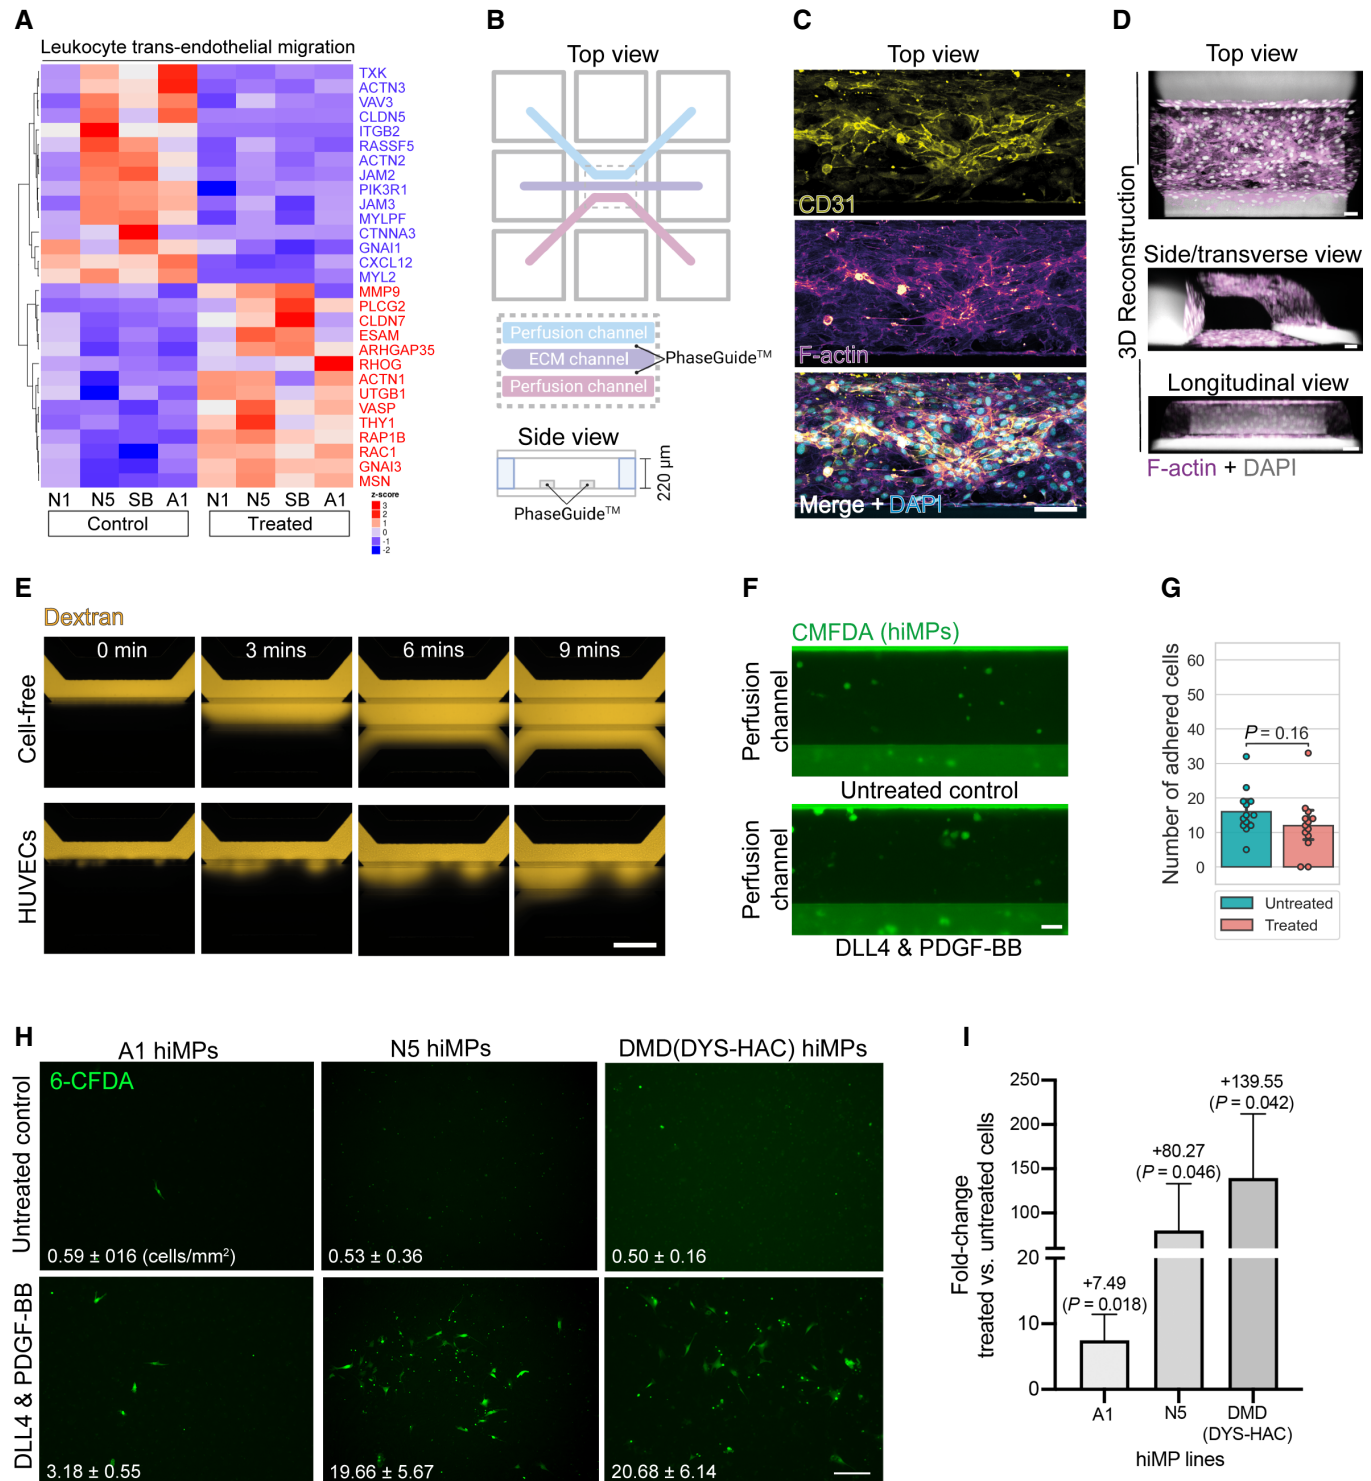 A
Leukocyte trans-endothelial migration
TXK
ACTN3
VAV3
CLDN5
ITGB2
RASSF5
ACTN2
JAM2
PIK3R1
JAM3
MYLPF
CTNNA3
GNAI1
CXCL12
MYL2
MMP9
PLCG2
CLDN7
ESAM
ARHGAP35
RHOG
ACTN1
UTGB1
VASP
THY1
RAP1B
RAC1
GNAI3
MSN
N1 N5 SB A1 N1 N5 SB A1
Control Treated
z-score
3
2
1
0
-1
-2
B
Top view
Perfusion channel
ECM channel
Perfusion channel
PhaseGuide™
Side view
220 µm
PhaseGuide™
C
Top view
CD31
F-actin
Merge + DAPI
D
Top view
3D Reconstruction
Side/transverse view
Longitudinal view
F-actin + DAPI
E
Dextran
0 min 3 mins 6 mins 9 mins
Cell-free
HUVECs
F
CMFDA (hiMPs)
Perfusion channel
Untreated control
Perfusion channel
DLL4 & PDGF-BB
G
Number of adhered cells
60
50
40
30
20
10
0
P = 0.16
Untreated
Treated
H
A1 hiMPs N5 hiMPs DMD(DYS-HAC) hiMPs
Untreated control
6-CFDA
0.59 ± 016 (cells/mm²) 0.53 ± 0.36 0.50 ± 0.16
DLL4 & PDGF-BB
3.18 ± 0.55 19.66 ± 5.67 20.68 ± 6.14
I
Fold-change
treated vs. untreated cells
250
200
150
100
20
10
0
+7.49
(P = 0.018)
+80.27
(P = 0.046)
+139.55
(P = 0.042)
A1 N5 DMD
(DYS-HAC)
hiMP lines